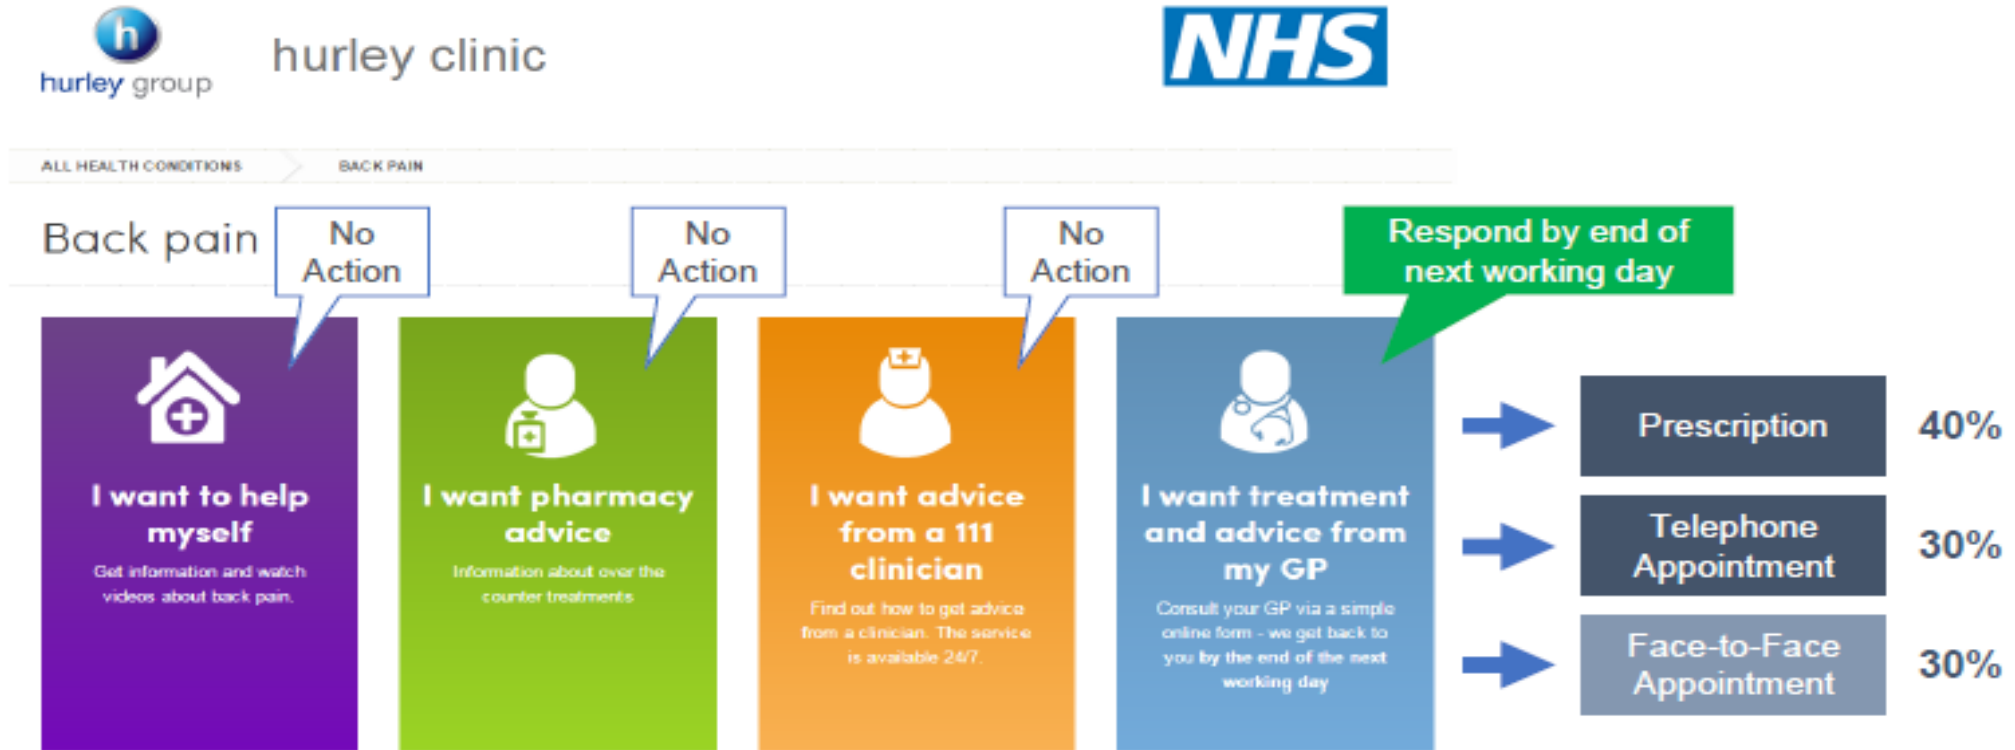 h
hurley group
hurley clinic
NHS
ALL HEALTH CONDITIONS
BACK PAIN
Back pain
No
Action
No
Action
No
Action
Respond by end of
next working day
I want to help
myself
Get information and watch
videos about back pain.
I want pharmacy
advice
Information about over the
counter treatments
I want advice
from a 111
clinician
Find out how to get advice
from a clinician. The service
is available 24/7.
I want treatment
and advice from
my GP
Consult your GP via a simple
online form - we get back to
you by the end of the next
working day
Prescription
40%
Telephone
Appointment
30%
Face-to-Face
Appointment
30%